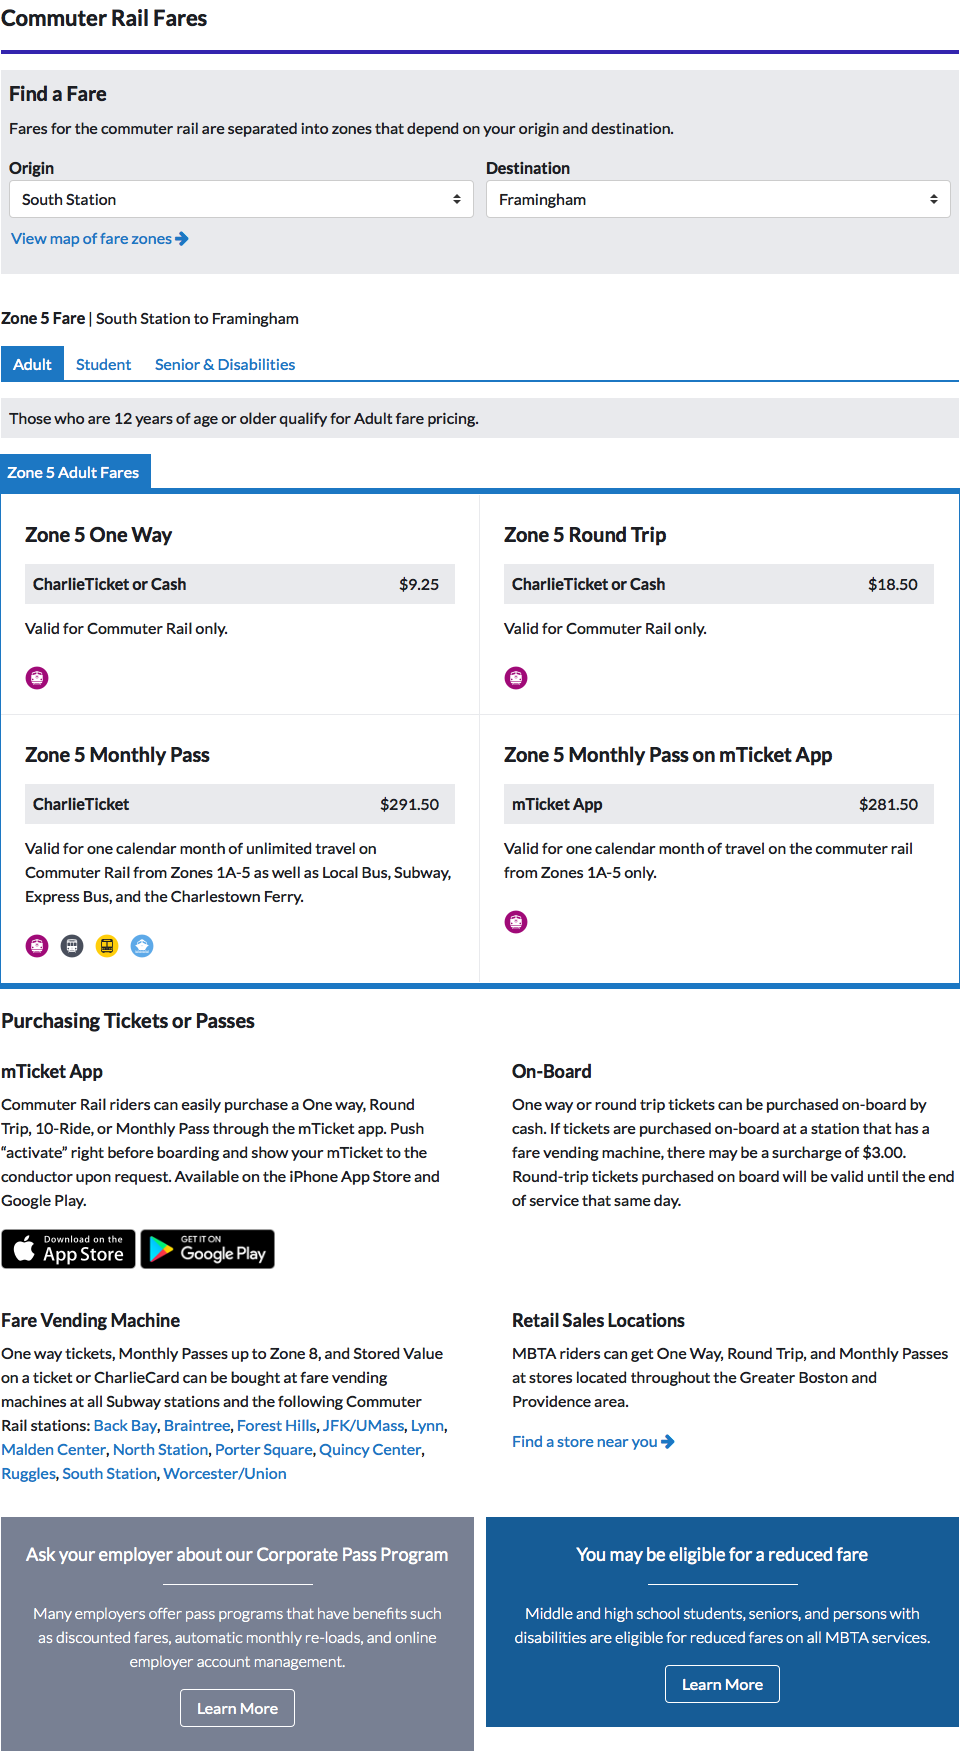 Commuter Rail Fares
Find a Fare
Fares for the commuter rail are separated into zones that depend on your origin and destination.
Origin
South Station
Destination
Framingham
View map of fare zones
Zone 5 Fare | South Station to Framingham
Adult
Student
Senior & Disabilities
Those who are 12 years of age or older qualify for Adult fare pricing.
Zone 5 Adult Fares
Zone 5 One Way
CharlieTicket or Cash $9.25
Valid for Commuter Rail only.
Zone 5 Round Trip
CharlieTicket or Cash $18.50
Valid for Commuter Rail only.
Zone 5 Monthly Pass
CharlieTicket $291.50
Valid for one calendar month of unlimited travel on
Commuter Rail from Zones 1A-5 as well as Local Bus, Subway,
Express Bus, and the Charlestown Ferry.
Zone 5 Monthly Pass on mTicket App
mTicket App $281.50
Valid for one calendar month of travel on the commuter rail
from Zones 1A-5 only.
Purchasing Tickets or Passes
mTicket App
Commuter Rail riders can easily purchase a One way, Round
Trip, 10-Ride, or Monthly Pass through the mTicket app. Push
“activate” right before boarding and show your mTicket to the
conductor upon request. Available on the iPhone App Store and
Google Play.
Download on the
App Store
GET IT ON
Google Play
On-Board
One way or round trip tickets can be purchased on-board by
cash. If tickets are purchased on-board at a station that has a
fare vending machine, there may be a surcharge of $3.00.
Round-trip tickets purchased on board will be valid until the end
of service that same day.
Fare Vending Machine
One way tickets, Monthly Passes up to Zone 8, and Stored Value
on a ticket or CharlieCard can be bought at fare vending
machines at all Subway stations and the following Commuter
Rail stations: Back Bay, Braintree, Forest Hills, JFK/UMass, Lynn,
Malden Center, North Station, Porter Square, Quincy Center,
Ruggles, South Station, Worcester/Union
Retail Sales Locations
MBTA riders can get One Way, Round Trip, and Monthly Passes
at stores located throughout the Greater Boston and
Providence area.
Find a store near you
Ask your employer about our Corporate Pass Program
Many employers offer pass programs that have benefits such
as discounted fares, automatic monthly re-loads, and online
employer account management.
Learn More
You may be eligible for a reduced fare
Middle and high school students, seniors, and persons with
disabilities are eligible for reduced fares on all MBTA services.
Learn More